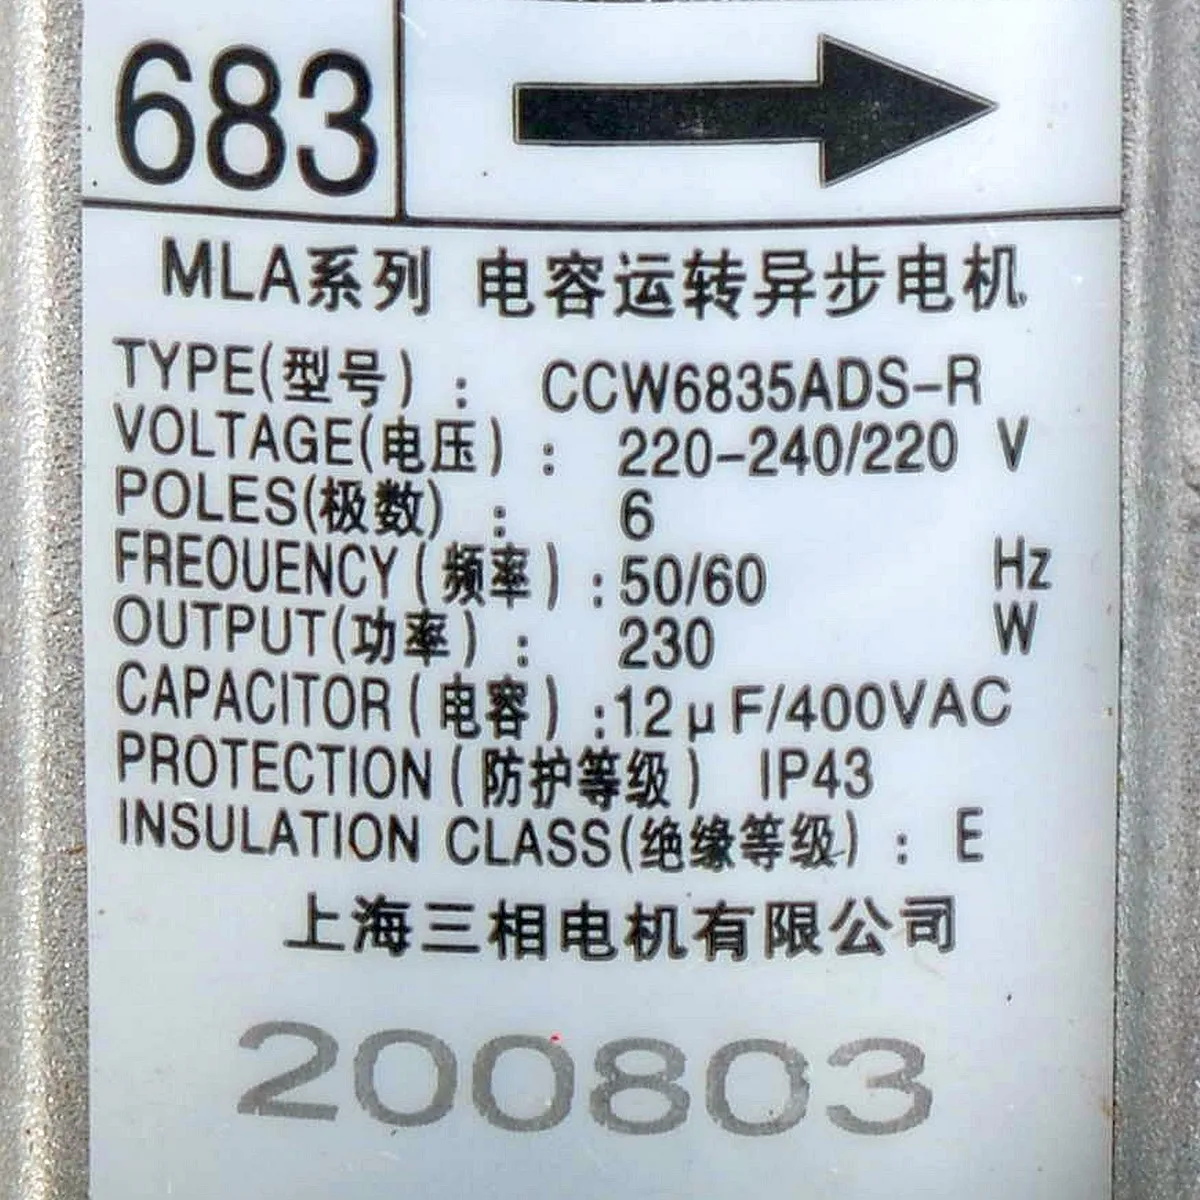 683
MLA系列 电容运转异步电机
TYPE(型号) : CCW6835ADS-R
VOLTAGE(电压) : 220-240/220 V
POLES(极数) : 6
FREOUENCY(频率) : 50/60 Hz
OUTPUT(功率) : 230 W
CAPACITOR(电容) : 12μF/400VAC
PROTECTION(防护等级) IP43
INSULATION CLASS(绝缘等级) : E
上海三相电机有限公司
200803